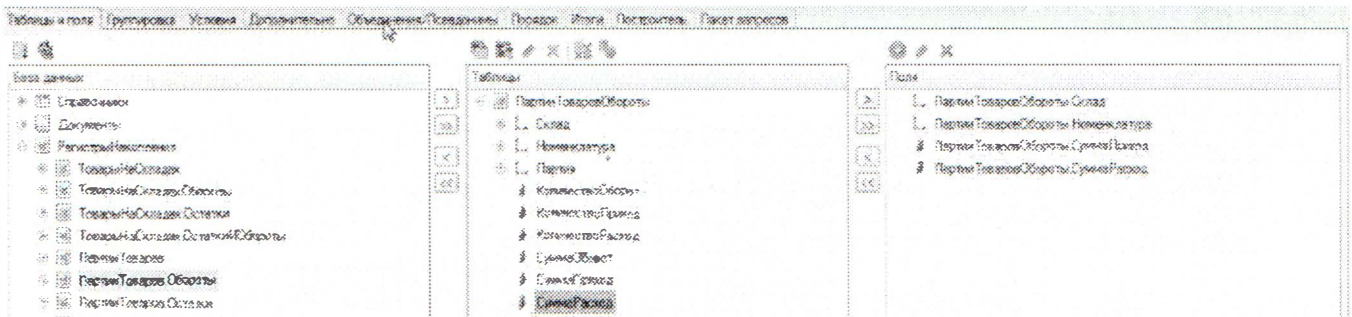 Таблицы и поля Группировка Условия Дополнительно Объединения/Псевдонимы Порядок Итоги Построитель Пакет запросов
База данных
Справочники
Документы
РегистрыНакопления
ТоварыНаСкладах
ТоварыНаСкладах.Обороты
ТоварыНаСкладах.Остатки
ТоварыНаСкладах.ОстаткиИОбороты
ПартииТоваров
ПартииТоваров.Обороты
ПартииТоваров.Остатки
Таблицы
ПартииТоваровОбороты
Склад
Номенклатура
Партия
КоличествоОборот
КоличествоПриход
КоличествоРасход
СуммаОборот
СуммаПриход
СуммаРасход
Поля
ПартииТоваровОбороты.Склад
ПартииТоваровОбороты.Номенклатура
ПартииТоваровОбороты.СуммаПриход
ПартииТоваровОбороты.СуммаРасход